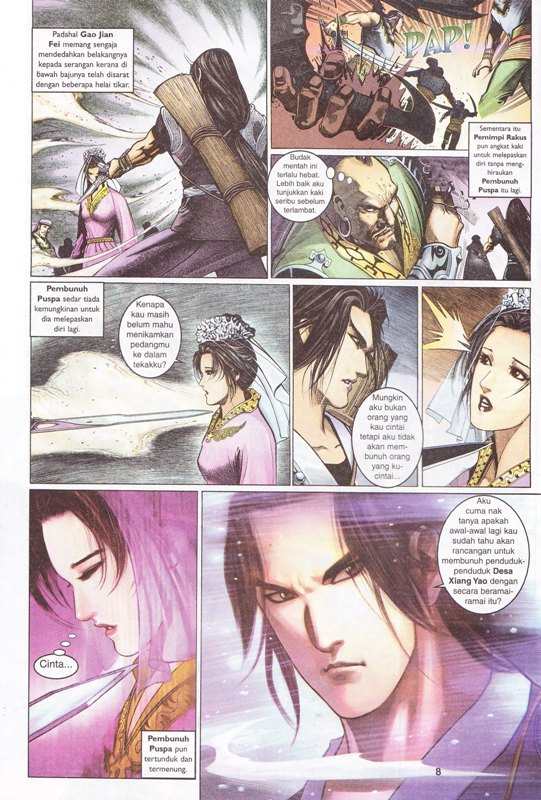 Padahal Gao Jian
Fei memang sengaja
mendedahkan belakangnya
kepada serangan kerana di
bawah bajunya telah disarat
dengan beberapa helai tikar.
PAP!
Sementara itu
Pemimpi Rakus
pun angkat kaki
untuk melepaskan
diri tanpa meng-
hiraukan
Pembunuh
Puspa itu lagi.
Budak
mentah ini
terlalu hebat.
Lebih baik aku
tunjukkan kaki
seribu sebelum
terlambat.
Pembunuh
Puspa sedar tiada
kemungkinan untuk
dia melepaskan
diri lagi.
Kenapa
kau masih
belum mahu
menikamkan
pedangmu
ke dalam
tekakku?
Mungkin
aku bukan
orang yang
kau cintai
tetapi aku tidak
akan mem-
bunuh orang
yang ku-
cintai...
Cinta...
Pembunuh
Puspa pun
tertunduk dan
termenung.
Aku
cuma nak
tanya apakah
awal-awal lagi kau
sudah tahu akan
rancangan untuk
membunuh penduduk-
penduduk Desa
Xiang Yao dengan
secara beramai-
ramai itu?
8